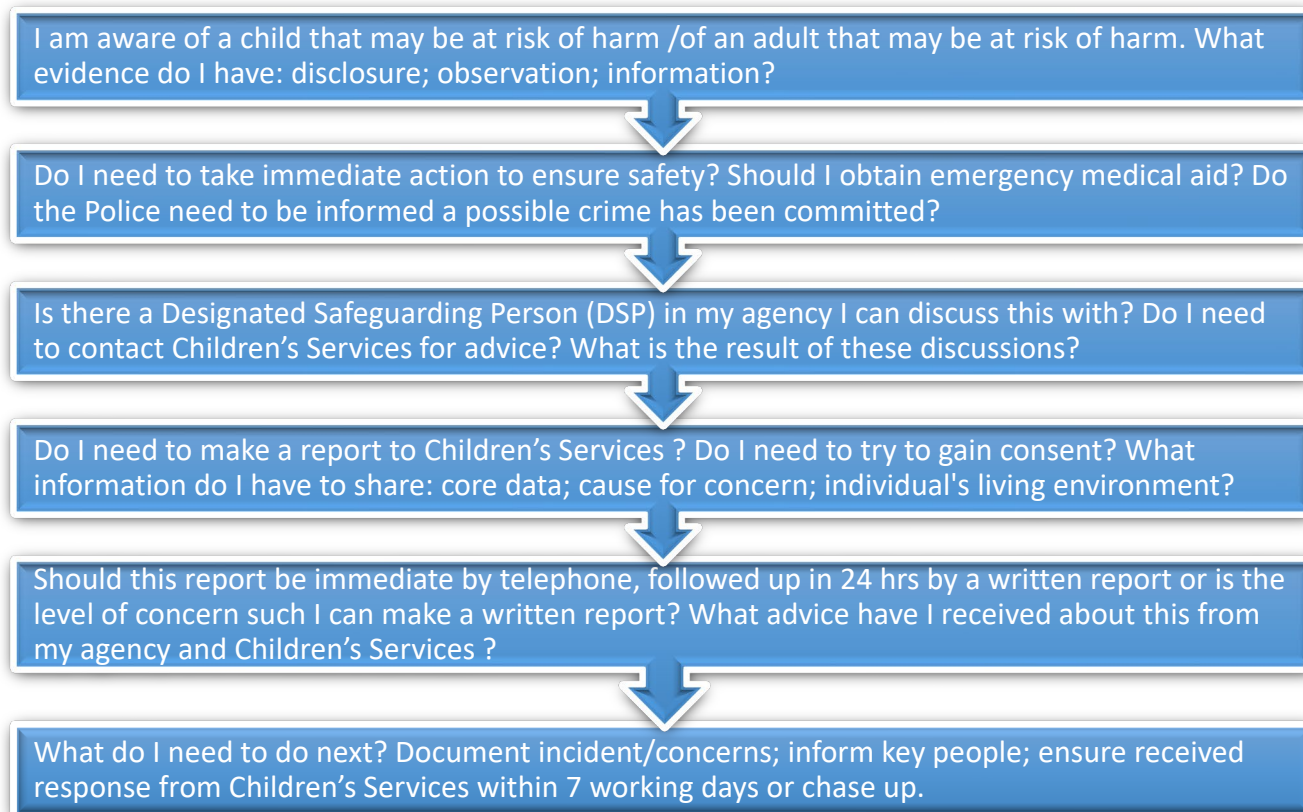 I am aware of a child that may be at risk of harm /of an adult that may be at risk of harm. What
evidence do I have: disclosure; observation; information?
Do I need to take immediate action to ensure safety? Should I obtain emergency medical aid? Do
the Police need to be informed a possible crime has been committed?
Is there a Designated Safeguarding Person (DSP) in my agency I can discuss this with? Do I need
to contact Children’s Services for advice? What is the result of these discussions?
Do I need to make a report to Children’s Services ? Do I need to try to gain consent? What
information do I have to share: core data; cause for concern; individual's living environment?
Should this report be immediate by telephone, followed up in 24 hrs by a written report or is the
level of concern such I can make a written report? What advice have I received about this from
my agency and Children’s Services ?
What do I need to do next? Document incident/concerns; inform key people; ensure received
response from Children’s Services within 7 working days or chase up.